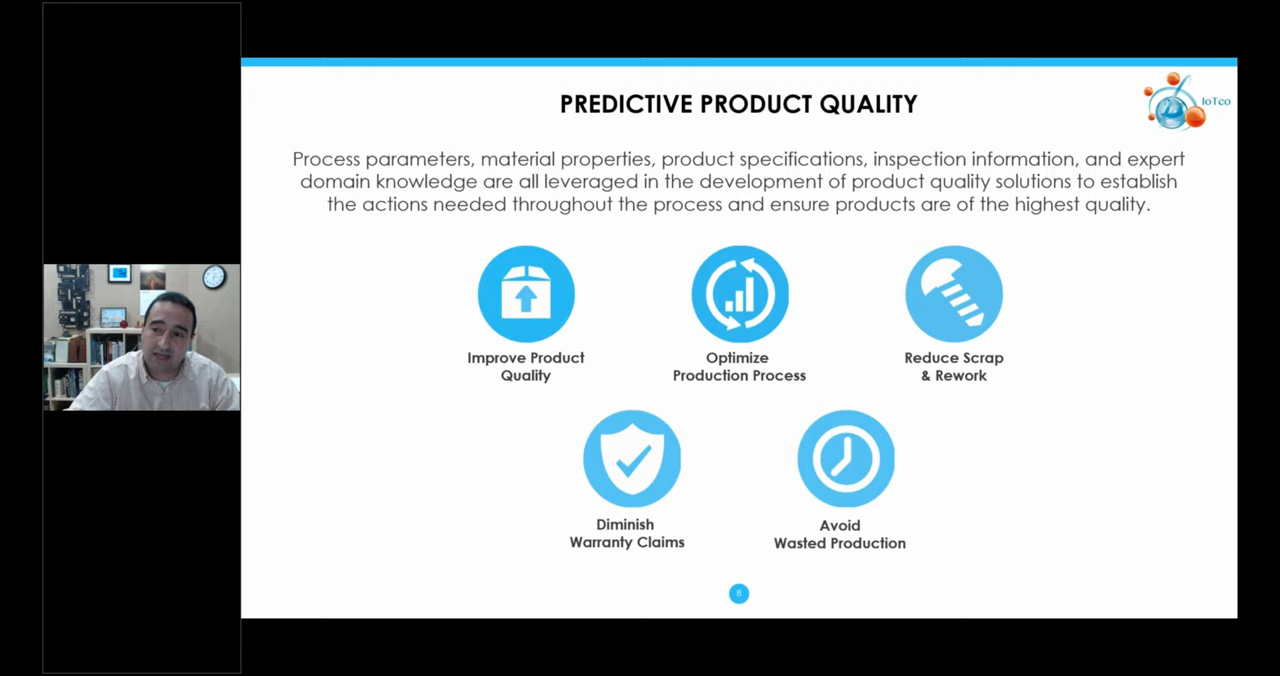 PREDICTIVE PRODUCT QUALITY
IoTco
Process parameters, material properties, product specifications, inspection information, and expert
domain knowledge are all leveraged in the development of product quality solutions to establish
the actions needed throughout the process and ensure products are of the highest quality.
Improve Product
Quality
Optimize
Production Process
Reduce Scrap
& Rework
Diminish
Warranty Claims
Avoid
Wasted Production
8